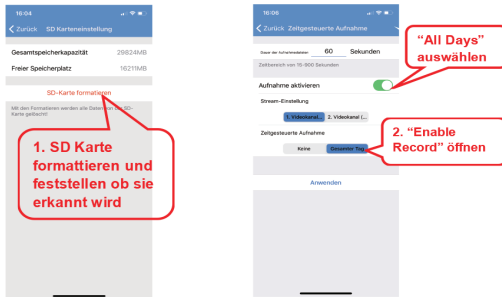 16:04
Zurück SD Karteneinstellung
Gesamtspeicherkapazität 29824MB
Freier Speicherplatz 16211MB
SD-Karte formatieren
Mit den Formatieren werden alle Daten auf der SD-
Karte gelöscht!
1. SD Karte
formattieren und
feststellen ob sie
erkannt wird
16:06
Zurück Zeitgesteuerte Aufnahme
Dauer der Aufnahmedateien 60 Sekunden
Zeitbereich von 15-900 Sekunden
Aufnahme aktivieren
Stream-Einstellung
1. Videokanal... 2. Videokanal (...
Zeitgesteuerte Aufnahme
Keine Gesamter Tag
Anwenden
“All Days”
auswählen
2. “Enable
Record” öffnen